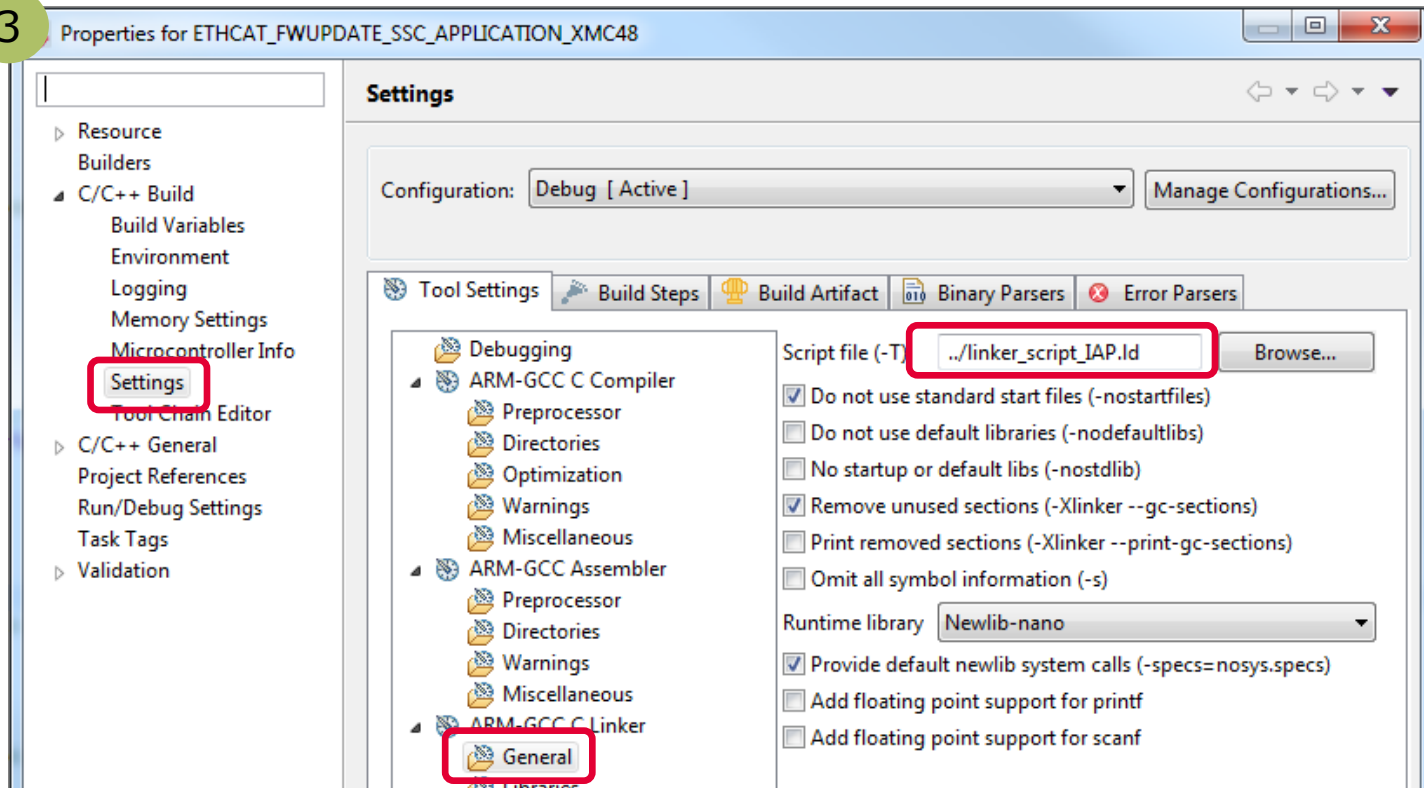 3
Properties for ETHCAT_FWUPDATE_SSC_APPLICATION_XMC48
Settings
Resource
Builders
C/C++ Build
Build Variables
Environment
Logging
Memory Settings
Microcontroller Info
Settings
Tool Chain Editor
C/C++ General
Project References
Run/Debug Settings
Task Tags
Validation
Configuration: Debug [ Active ] Manage Configurations...
Tool Settings Build Steps Build Artifact Binary Parsers Error Parsers
Debugging
ARM-GCC C Compiler
Preprocessor
Directories
Optimization
Warnings
Miscellaneous
ARM-GCC Assembler
Preprocessor
Directories
Warnings
Miscellaneous
ARM-GCC C Linker
General
Libraries
Script file (-T) ../linker_script_IAP.ld Browse...
Do not use standard start files (-nostartfiles)
Do not use default libraries (-nodefaultlibs)
No startup or default libs (-nostdlib)
Remove unused sections (-Xlinker --gc-sections)
Print removed sections (-Xlinker --print-gc-sections)
Omit all symbol information (-s)
Runtime library Newlib-nano
Provide default newlib system calls (-specs=nosys.specs)
Add floating point support for printf
Add floating point support for scanf